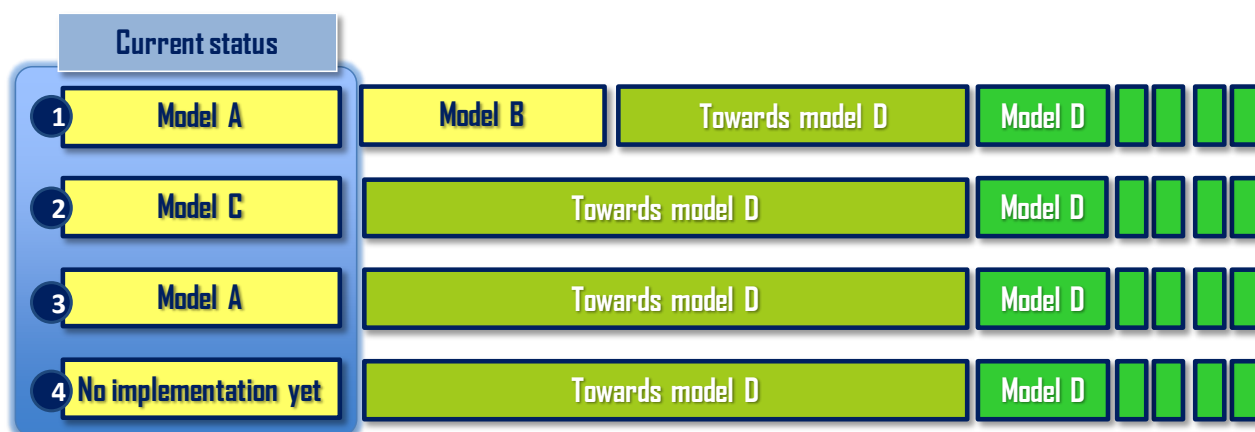 Current status
1 Model A Model B Towards model D Model D
2 Model C Towards model D Model D
3 Model A Towards model D Model D
4 No implementation yet Towards model D Model D